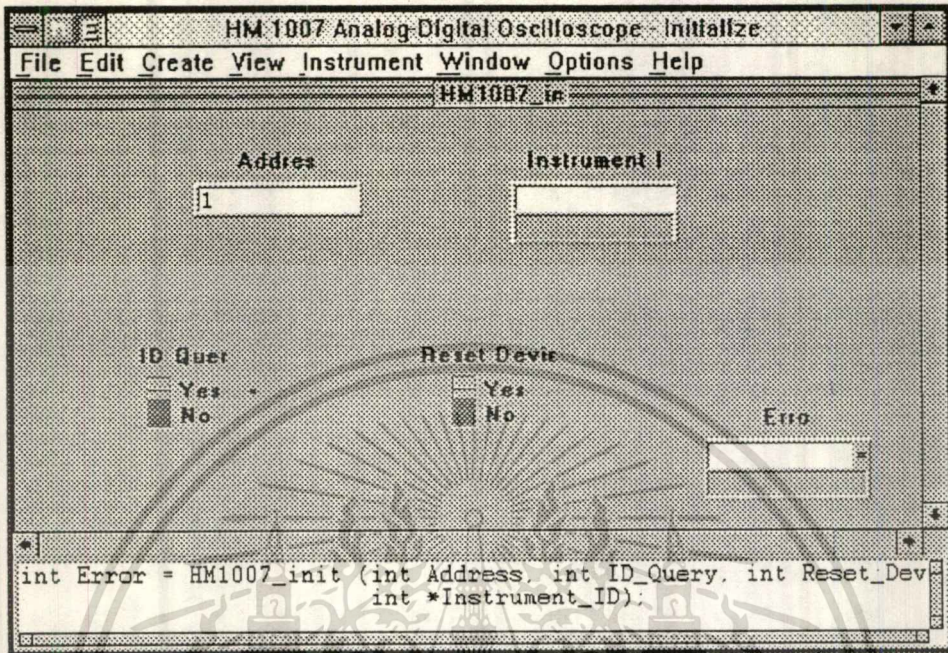 HM 1007 Analog-Digital Oscilloscope - Initialize
File Edit Create View Instrument Window Options Help
HM1007_in
Addres
Instrument I
1
ID Quer
Reset Devic
Yes
Yes
No
No
Erro
int Error = HM1007_init (int Address, int ID_Query, int Reset_Dev
int *Instrument_ID);